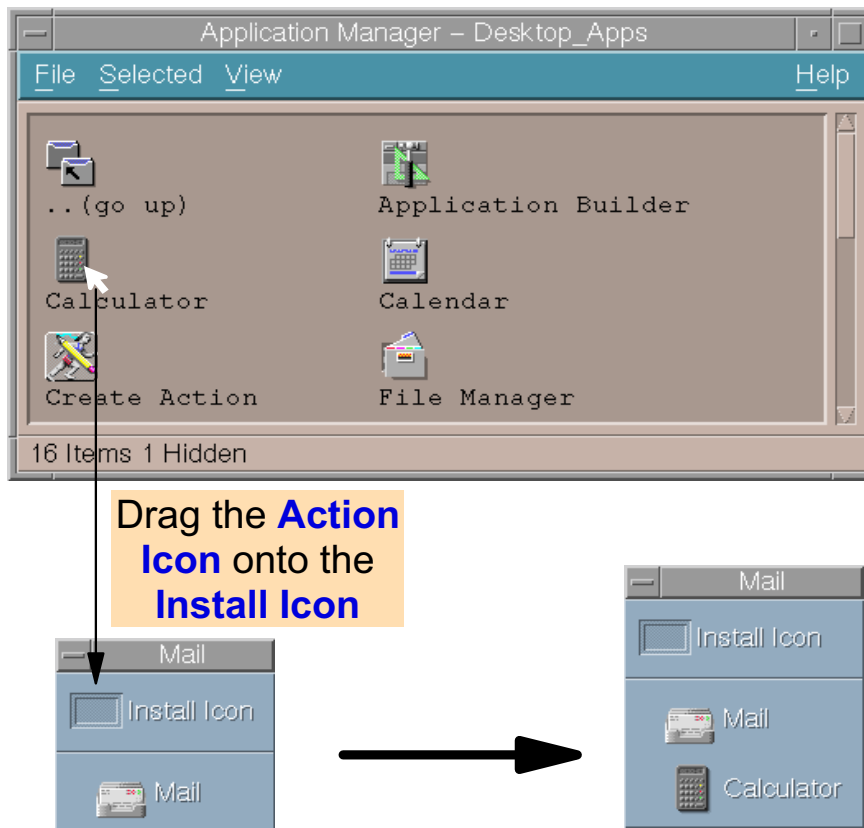 Application Manager – Desktop_Apps
File Selected View Help
..(go up) Application Builder
Calculator Calendar
Create Action File Manager
16 Items 1 Hidden
Drag the Action
Icon onto the
Install Icon
Mail
Install Icon
Mail
Mail
Install Icon
Mail
Calculator